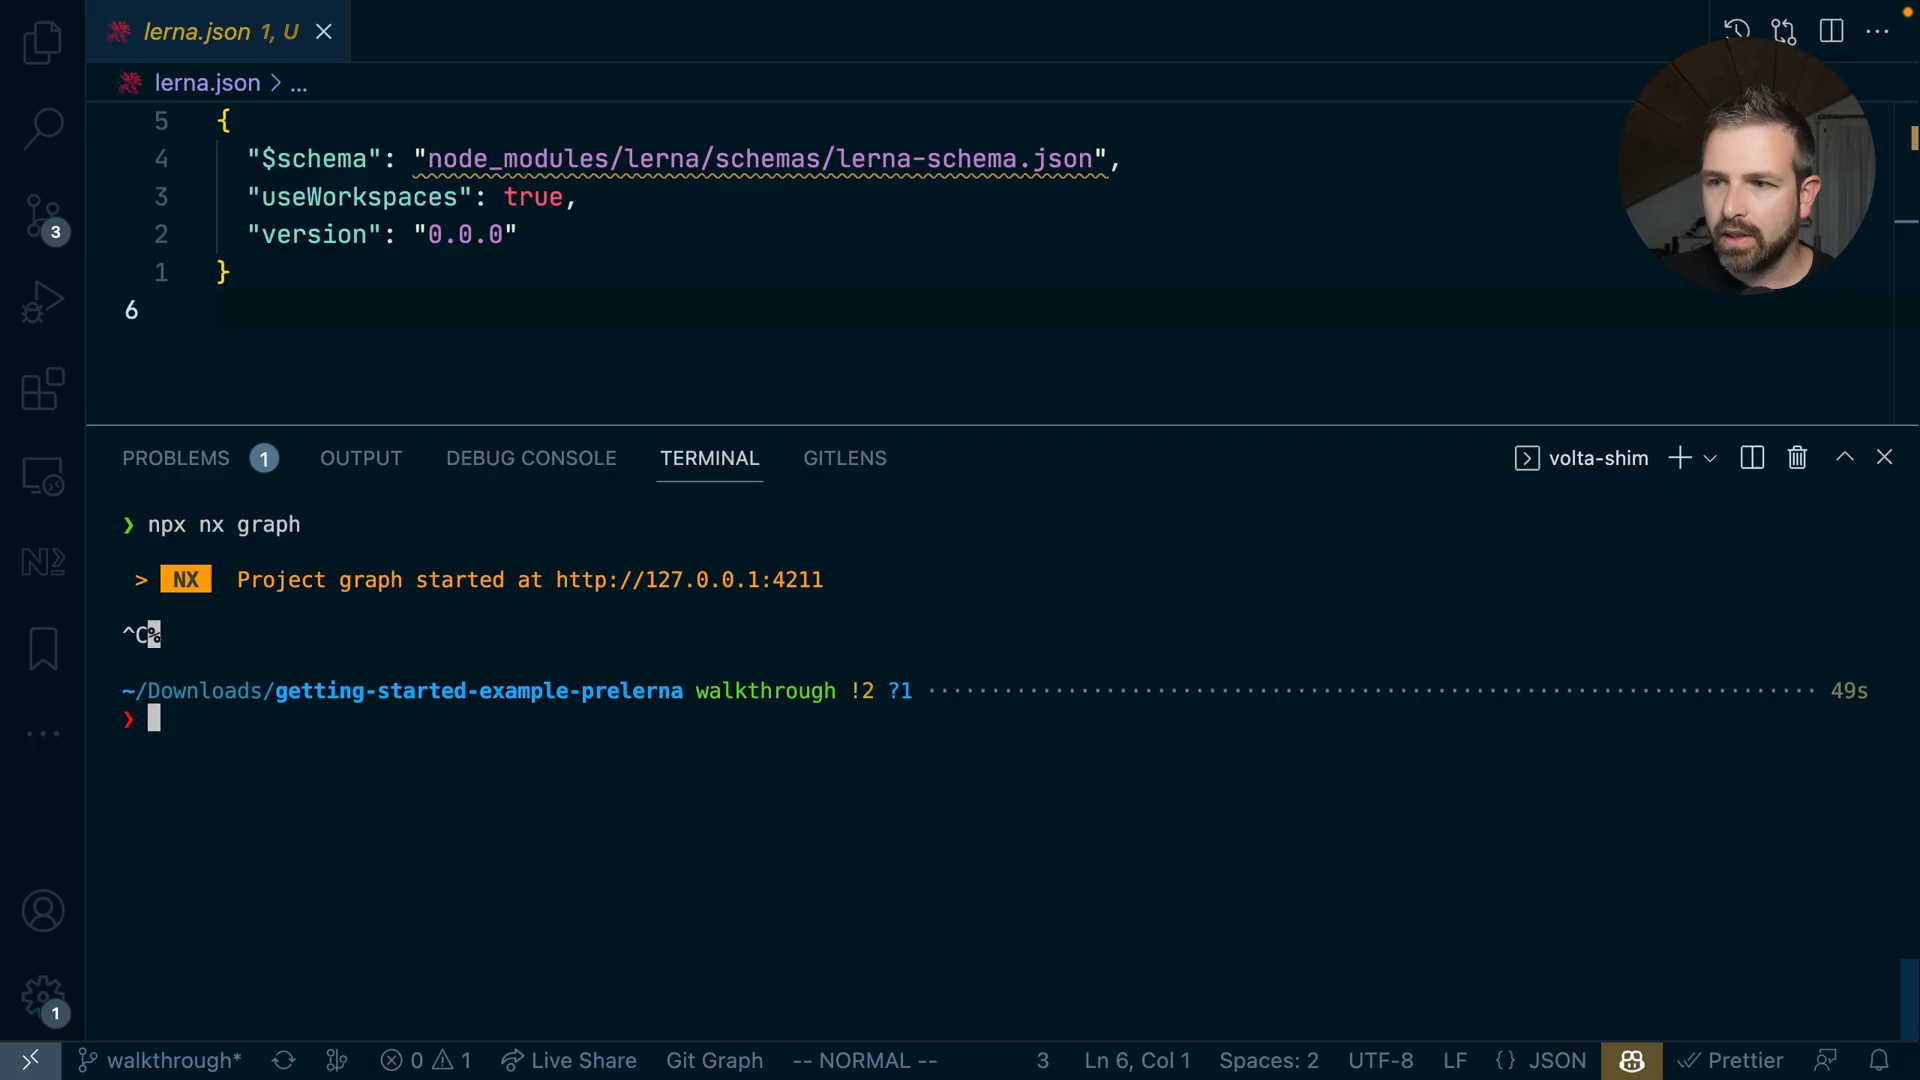 lerna.json 1, U
lerna.json > ...
5 {
4 "$schema": "node_modules/lerna/schemas/lerna-schema.json",
3 "useWorkspaces": true,
2 "version": "0.0.0"
1 }
6
3
PROBLEMS 1 OUTPUT DEBUG CONSOLE TERMINAL GITLENS volta-shim
❯ npx nx graph
> NX Project graph started at http://127.0.0.1:4211
^C%
~/Downloads/getting-started-example-prelerna walkthrough !2 ?1 49s
❯
1
walkthrough* 0 1 Live Share Git Graph -- NORMAL -- 3 Ln 6, Col 1 Spaces: 2 UTF-8 LF {} JSON Prettier